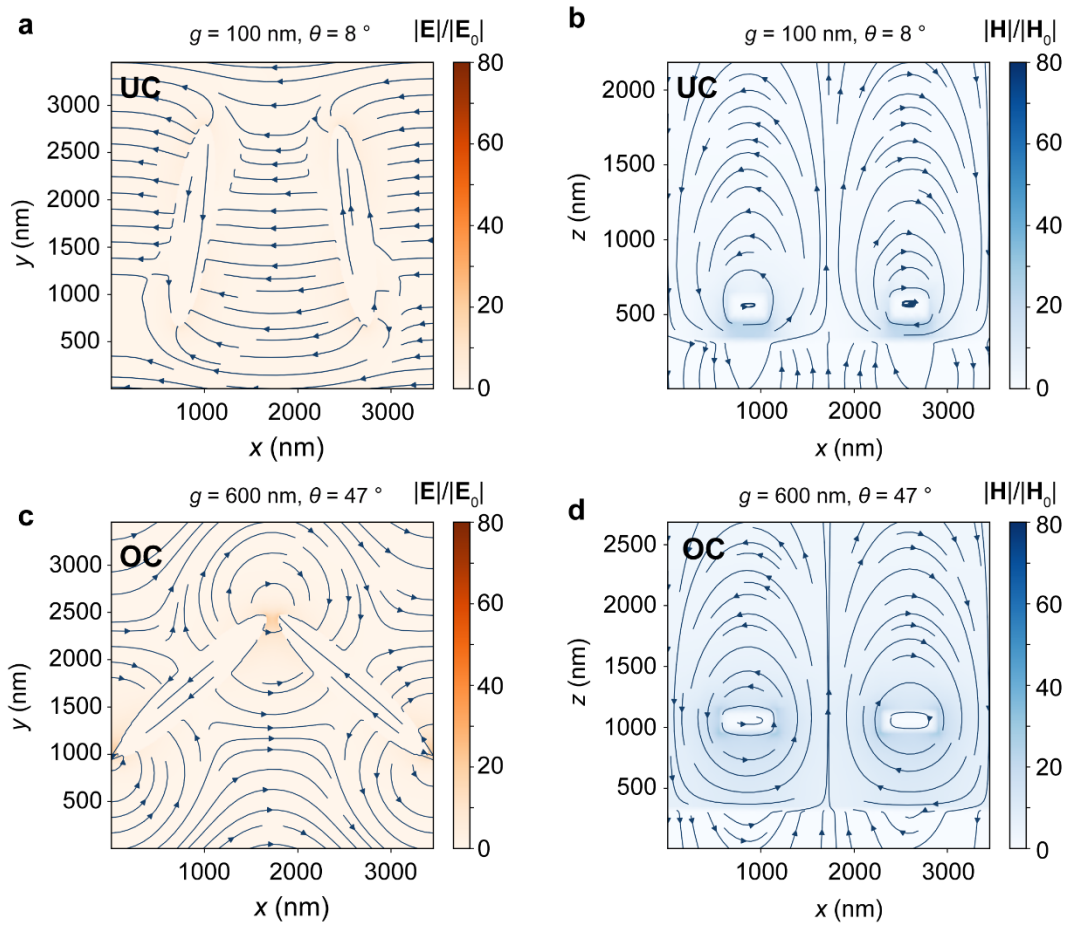 a
g = 100 nm, θ = 8 °
|E|/|E0|
UC
80
60
40
20
0
3000
2500
2000
1500
1000
500
y (nm)
1000 2000 3000
x (nm)
b
g = 100 nm, θ = 8 °
|H|/|H0|
UC
80
60
40
20
0
2000
1500
1000
500
z (nm)
1000 2000 3000
x (nm)
c
g = 600 nm, θ = 47 °
|E|/|E0|
OC
80
60
40
20
0
3000
2500
2000
1500
1000
500
y (nm)
1000 2000 3000
x (nm)
d
g = 600 nm, θ = 47 °
|H|/|H0|
OC
80
60
40
20
0
2500
2000
1500
1000
500
z (nm)
1000 2000 3000
x (nm)